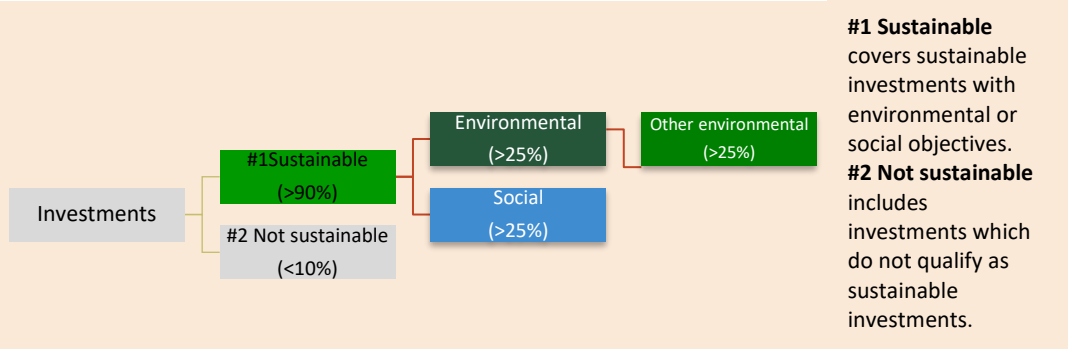 Investments
#1Sustainable
(>90%)
#2 Not sustainable
(<10%)
Environmental
(>25%)
Social
(>25%)
Other environmental
(>25%)
#1 Sustainable
covers sustainable
investments with
environmental or
social objectives.
#2 Not sustainable
includes
investments which
do not qualify as
sustainable
investments.